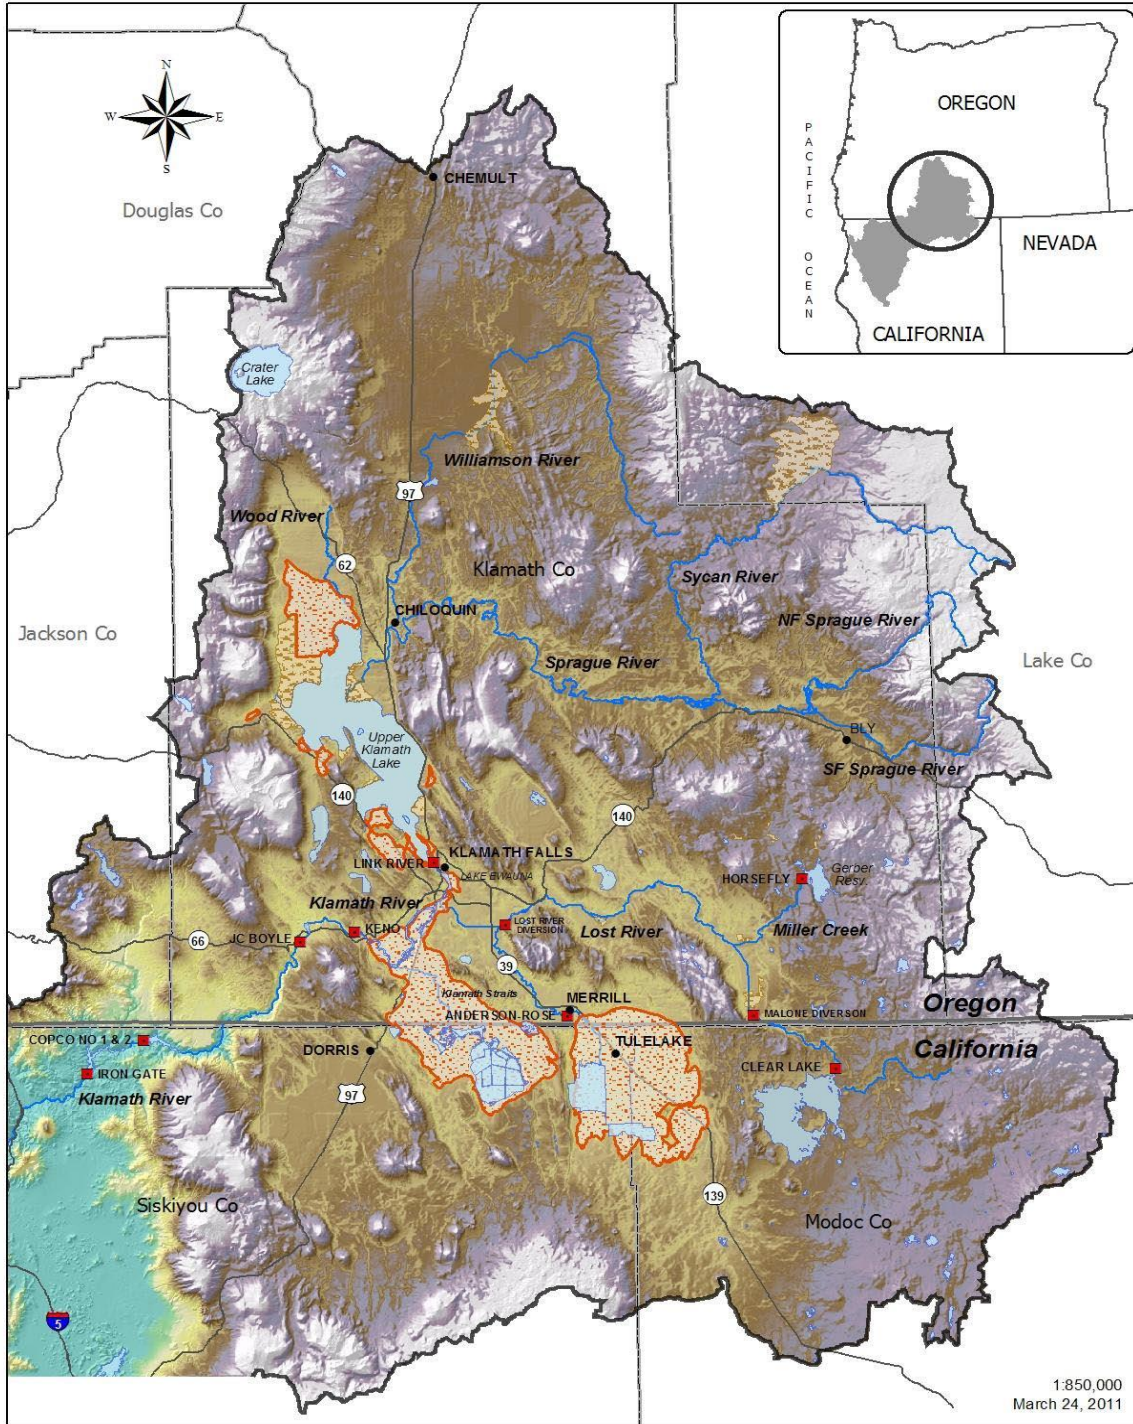 N
W
E
S
OREGON
PACIFIC OCEAN
NEVADA
CALIFORNIA
CHEMULT
Douglas Co
Crater
Lake
Williamson River
97
Wood River
62
Klamath Co
Sycan River
CHILOQUIN
NF Sprague River
Jackson Co
Sprague River
Lake Co
BLY
Upper
Klamath
Lake
SF Sprague River
140
140
KLAMATH FALLS
LINK RIVER
LAKE EWAUNA
HORSEFLY
Gerber
Resv.
Klamath River
LOST RIVER
DIVERSION
Lost River
Miller Creek
KENO
JC BOYLE
66
39
Klamath Straits
MERRILL
Oregon
ANDERSON-ROSE
MALONE DIVERSON
COPCO NO 1 & 2
DORRIS
TULELAKE
California
IRON GATE
CLEAR LAKE
Klamath River
97
139
Siskiyou Co
Modoc Co
5
1:850,000
March 24, 2011